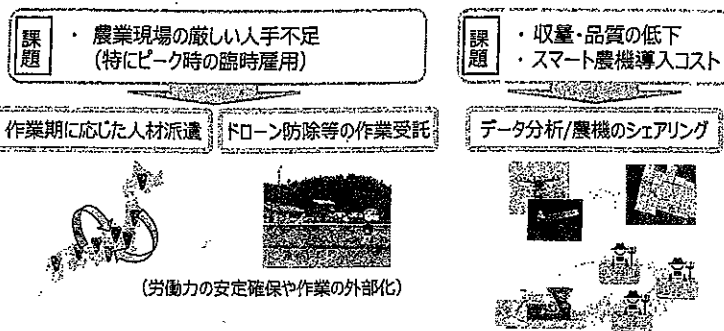 課題
・ 農業現場の厳しい人手不足
(特にピーク時の臨時雇用)
作業期に応じた人材派遣
ドローン防除等の作業受託
(労働力の安定確保や作業の外部化)
課題
・ 収量・品質の低下
・ スマート農機導入コスト
データ分析/農機のシェアリング